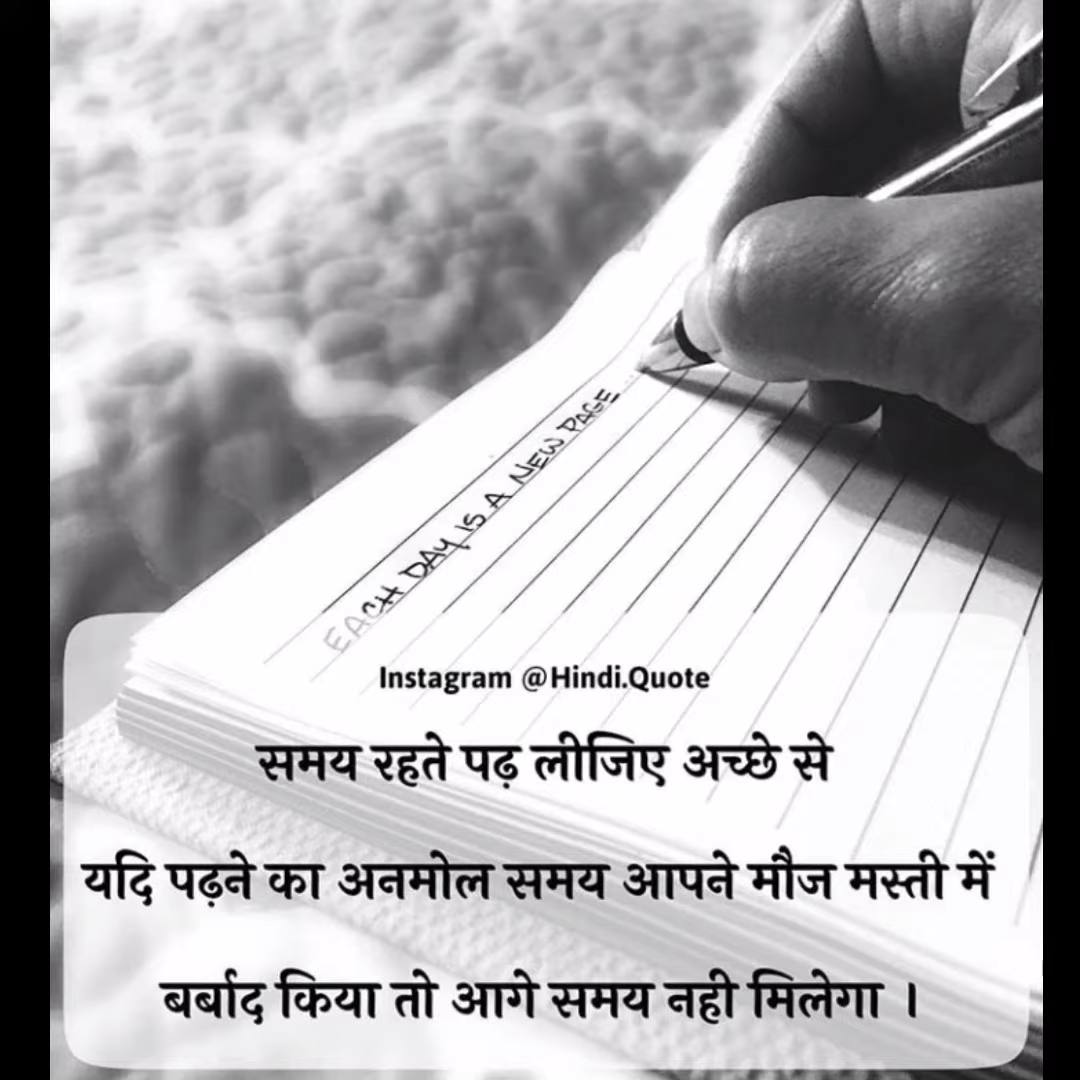 EACH DAY IS A NEW PAGE
Instagram @Hindi.Quote
समय रहते पढ़ लीजिए अच्छे से
यदि पढ़ने का अनमोल समय आपने मौज मस्ती में
बर्बाद किया तो आगे समय नही मिलेगा ।